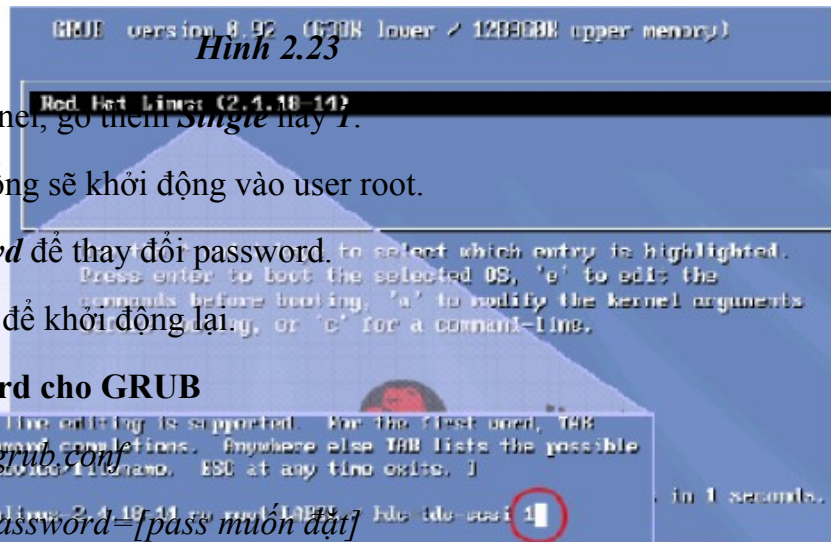 GRUB version 0.92 (630K lower / 128960K upper memory)
Hình 2.23
Red Hat Linux (2.4.18-14)
nel, gõ thêm Single hay 1.
ống sẽ khởi động vào user root.
wd để thay đổi password.
to select which entry is highlighted.
Press enter to boot the selected OS, 'e' to edit the
commands before booting, 'a' to modify the kernel arguments
để khởi động lại.
or 'c' for a command-line.
rd cho GRUB
line editing is supported. For the first word, TAB
completions. Anywhere else TAB lists the possible
grub.conf
ESC at any time exits. ]
in 1 seconds.
password=[pass muốn đặt]
1